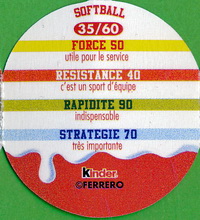 SOFTBALL
35/60
FORCE 50
utile pour le service
RESISTANCE 40
c'est un sport d'équipe
RAPIDITE 90
indispensable
STRATEGIE 70
très importante
kinder
©FERRERO